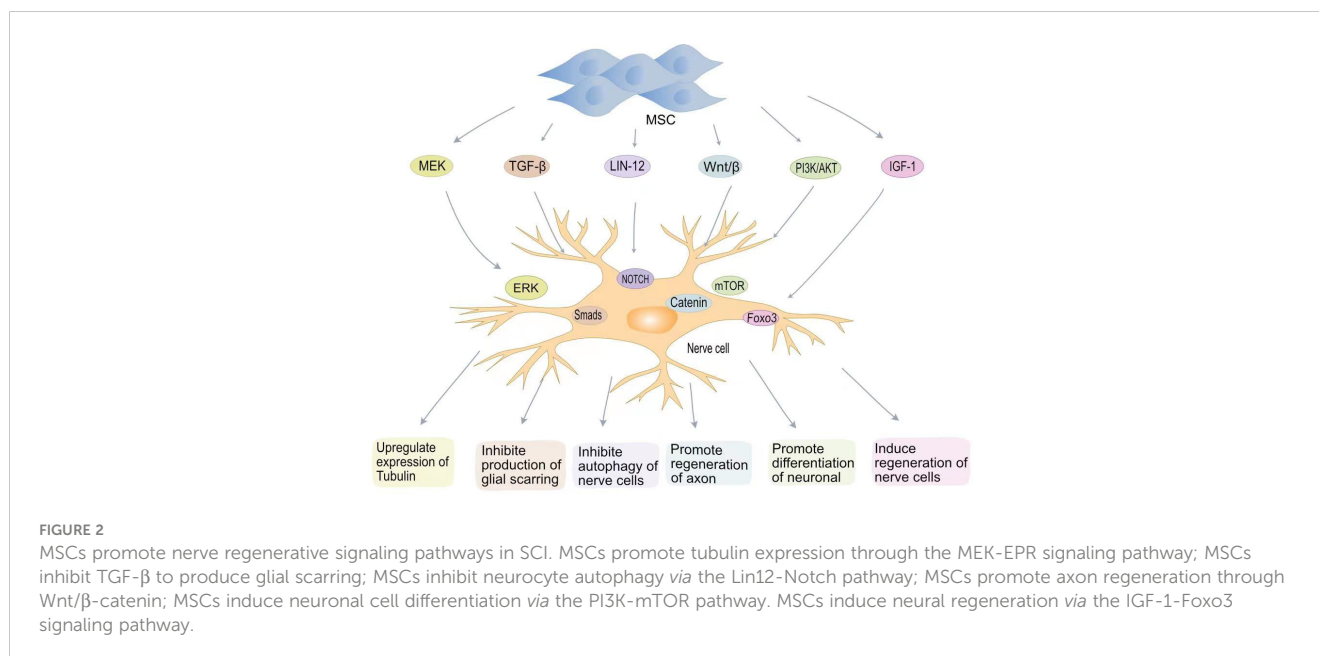 MSC
MEK
TGF-β
LIN-12
Wnt/β
PI3K/AKT
IGF-1
ERK
NOTCH
mTOR
Catenin
Smads
Foxo3
Nerve cell
Upregulate
expression of
Tubulin
Inhibite
production of
glial scarring
Inhibite
autophagy of
nerve cells
Promote
regeneration
of axon
Promote
differentiation
of neuronal
Induce
regeneration of
nerve cells
FIGURE 2
MSCs promote nerve regenerative signaling pathways in SCI. MSCs promote tubulin expression through the MEK-EPR signaling pathway; MSCs
inhibit TGF-β to produce glial scarring; MSCs inhibit neurocyte autophagy via the Lin12-Notch pathway; MSCs promote axon regeneration through
Wnt/β-catenin; MSCs induce neuronal cell differentiation via the PI3K-mTOR pathway. MSCs induce neural regeneration via the IGF-1-Foxo3
signaling pathway.